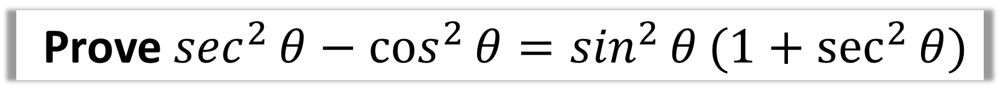 Prove sec² θ − cos² θ = sin² θ (1 + sec² θ)